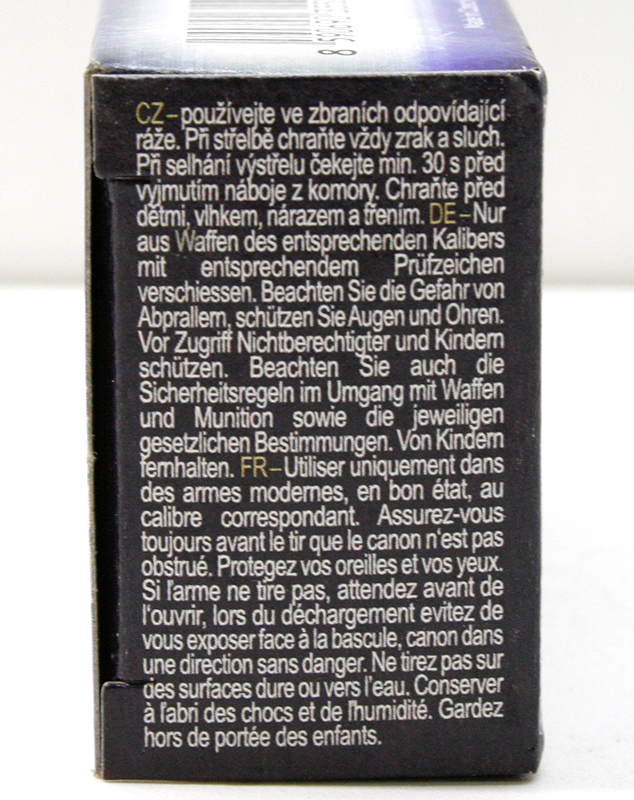 CZ – používejte ve zbraních odpovídající
ráže. Při střelbě chraňte vždy zrak a sluch.
Při selhání výstřelu čekejte min. 30 s před
vyjmutím náboje z komory. Chraňte před
dětmi, vlhkem, nárazem a třením. DE – Nur
aus Waffen des entsprechenden Kalibers
mit entsprechendem Prüfzeichen
verschiessen. Beachten Sie die Gefahr von
Abprallern, schützen Sie Augen und Ohren.
Vor Zugriff Nichtberechtigter und Kindern
schützen. Beachten Sie auch die
Sicherheitsregeln im Umgang mit Waffen
und Munition sowie die jeweiligen
gesetzlichen Bestimmungen. Von Kindern
fernhalten. FR – Utiliser uniquement dans
des armes modernes, en bon état, au
calibre correspondant. Assurez-vous
toujours avant le tir que le canon n'est pas
obstrué. Protegez vos oreilles et vos yeux.
Si l'arme ne tire pas, attendez avant de
l'ouvrir, lors du déchargement evitez de
vous exposer face à la bascule, canon dans
une direction sans danger. Ne tirez pas sur
des surfaces dure ou vers l'eau. Conserver
à l'abri des chocs et de l'humidité. Gardez
hors de portée des enfants.